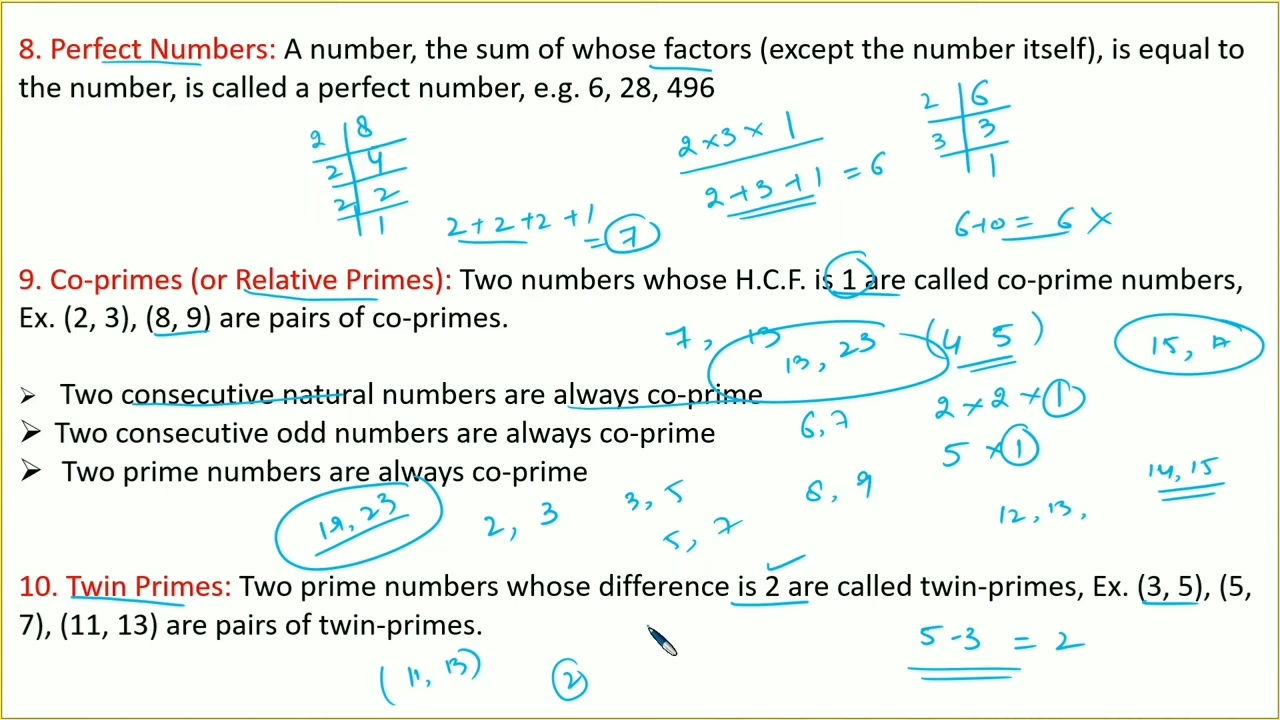 8. Perfect Numbers: A number, the sum of whose factors (except the number itself), is equal to
the number, is called a perfect number, e.g. 6, 28, 496
2 | 8
2 | 4
2 | 2
1
2 + 2 + 2 + 1
= 7
2 × 3 × 1
2 + 3 + 1 = 6
2 | 6
3 | 3
1
6+0 = 6 ×
9. Co-primes (or Relative Primes): Two numbers whose H.C.F. is 1 are called co-prime numbers,
Ex. (2, 3), (8, 9) are pairs of co-primes.
7, 13
13, 23
(4 5)
15, 
➢ Two consecutive natural numbers are always co-prime
2 × 2 × 1
➢ Two consecutive odd numbers are always co-prime
6, 7
5 × 1
➢ Two prime numbers are always co-prime
14, 15
19, 23
2, 3
3, 5
5, 7
8, 9
12, 13,
10. Twin Primes: Two prime numbers whose difference is 2 are called twin-primes, Ex. (3, 5), (5,
7), (11, 13) are pairs of twin-primes.
5 - 3 = 2
(11, 13)
2